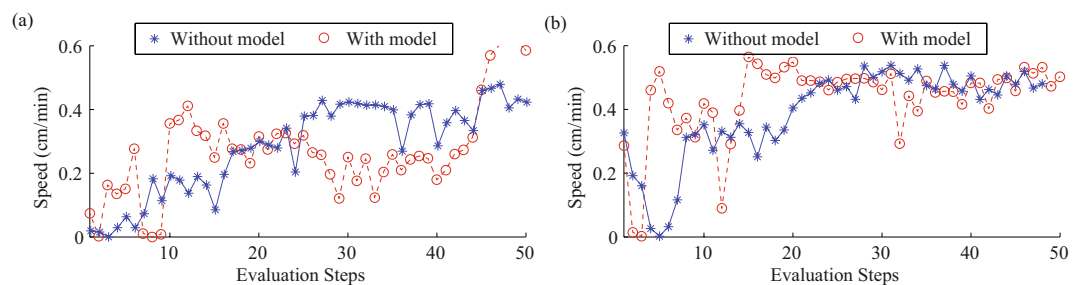 (a)
Without model
With model
0.6
0.4
0.2
0
Speed (cm/min)
10
20
30
40
50
Evaluation Steps
(b)
Without model
With model
0.6
0.4
0.2
0
Speed (cm/min)
10
20
30
40
50
Evaluation Steps